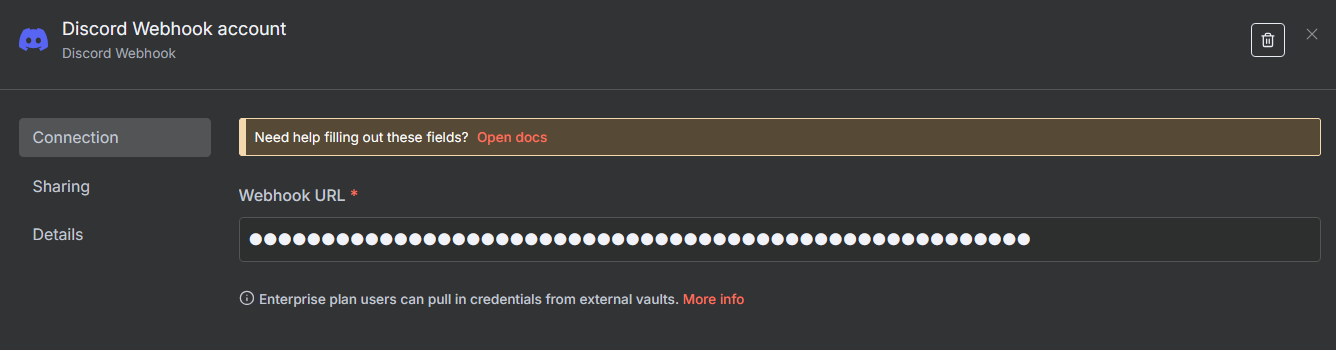 Discord Webhook account
Discord Webhook
Connection
Need help filling out these fields? Open docs
Sharing
Webhook URL *
Details
●●●●●●●●●●●●●●●●●●●●●●●●●●●●●●●●●●●●●●●●●●●●●●●●●●●●●●
Enterprise plan users can pull in credentials from external vaults. More info